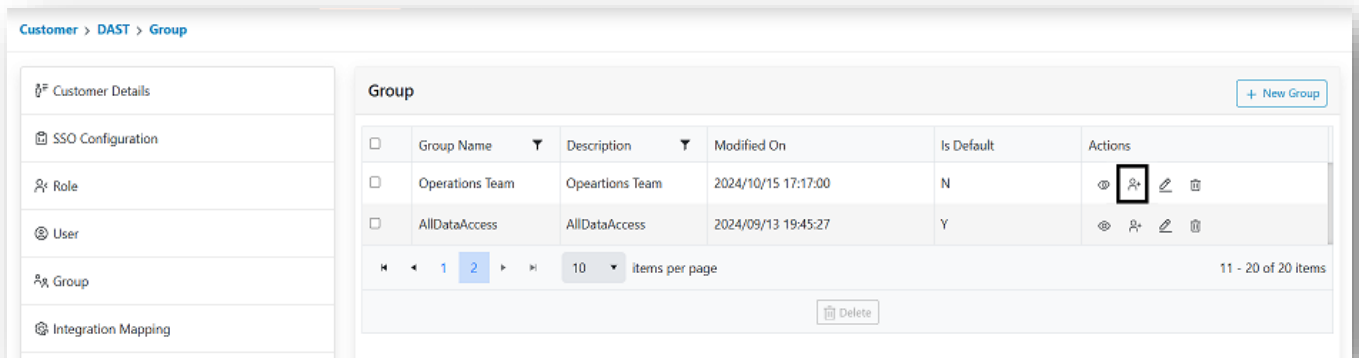 Customer > DAST > Group
Customer Details
SSO Configuration
Role
User
Group
Integration Mapping
Group
+ New Group
Group Name Description Modified On Is Default Actions
Operations Team Opeartions Team 2024/10/15 17:17:00 N
AllDataAccess AllDataAccess 2024/09/13 19:45:27 Y
1 2 10 items per page 11 - 20 of 20 items
Delete